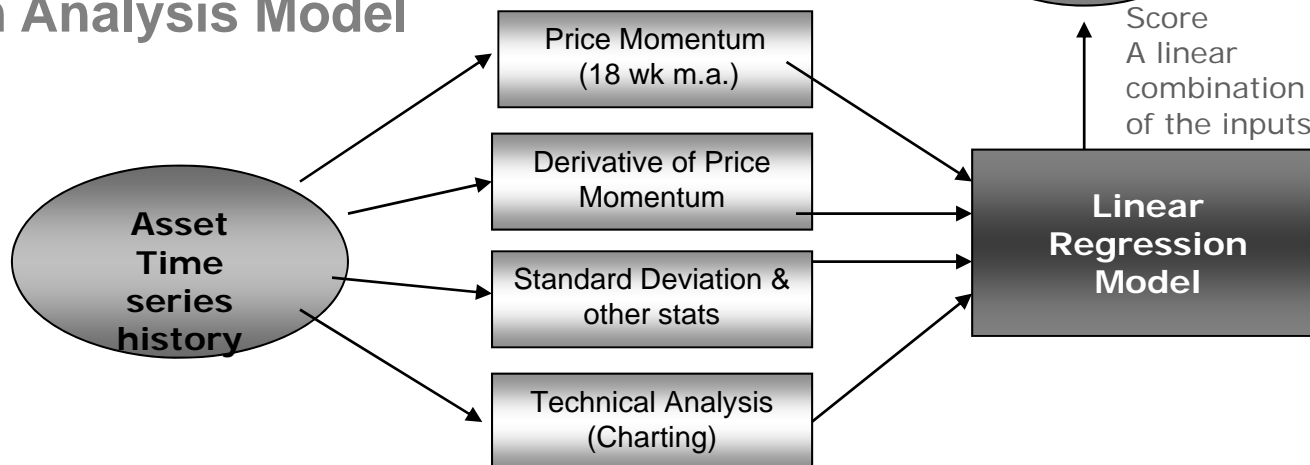 Analysis Model
Score
A linear
combination
of the inputs
Price Momentum
(18 wk m.a.)
Derivative of Price
Momentum
Asset
Time
series
history
Standard Deviation &
other stats
Linear
Regression
Model
Technical Analysis
(Charting)